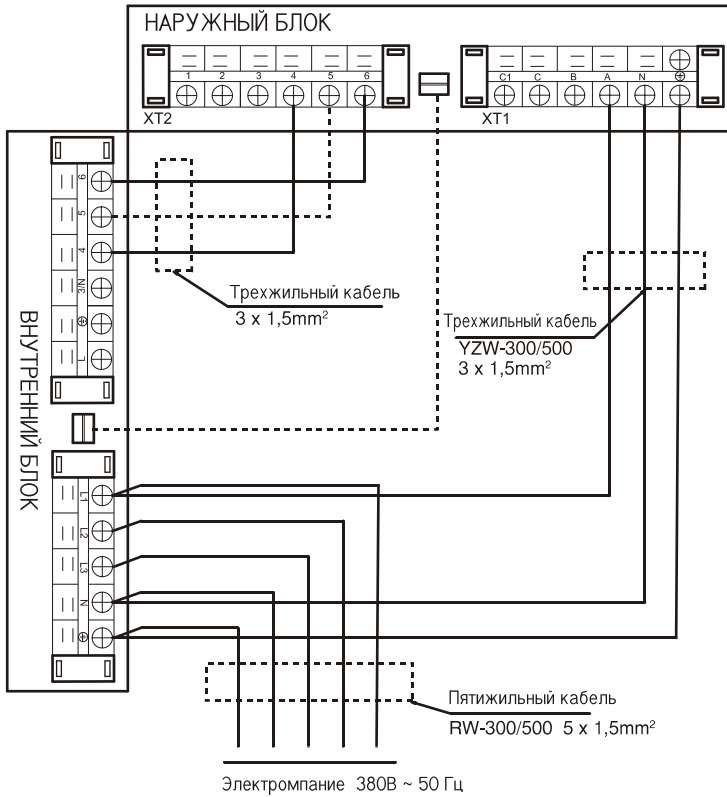 НАРУЖНЫЙ БЛОК
1 2 3 4 5 6
XT2
C1 C B A N
XT1
6
5
4
3/N
L
ВНУТРЕННИЙ БЛОК
Трехжильный кабель
3 x 1,5mm²
Трехжильный кабель
YZW-300/500
3 x 1,5mm²
L1
L2
L3
N
Пятижильный кабель
RW-300/500 5 x 1,5mm²
Электромпание 380В ~ 50 Гц